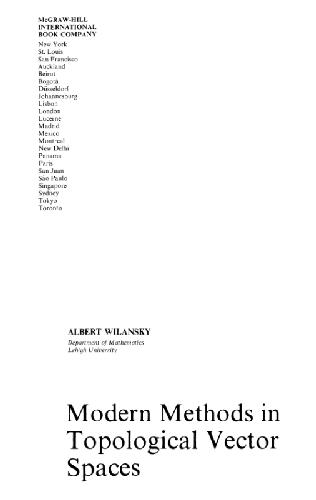 McGRAW-HILL
INTERNATIONAL
BOOK COMPANY
New York
St. Louis
San Francisco
Auckland
Beirut
Bogotá
Düsseldorf
Johannesburg
Lisbon
London
Lucerne
Madrid
Mexico
Montreal
New Delhi
Panama
Paris
San Juan
São Paulo
Singapore
Sydney
Tokyo
Toronto
ALBERT WILANSKY
Department of Mathematics
Lehigh University
Modern Methods in
Topological Vector
Spaces